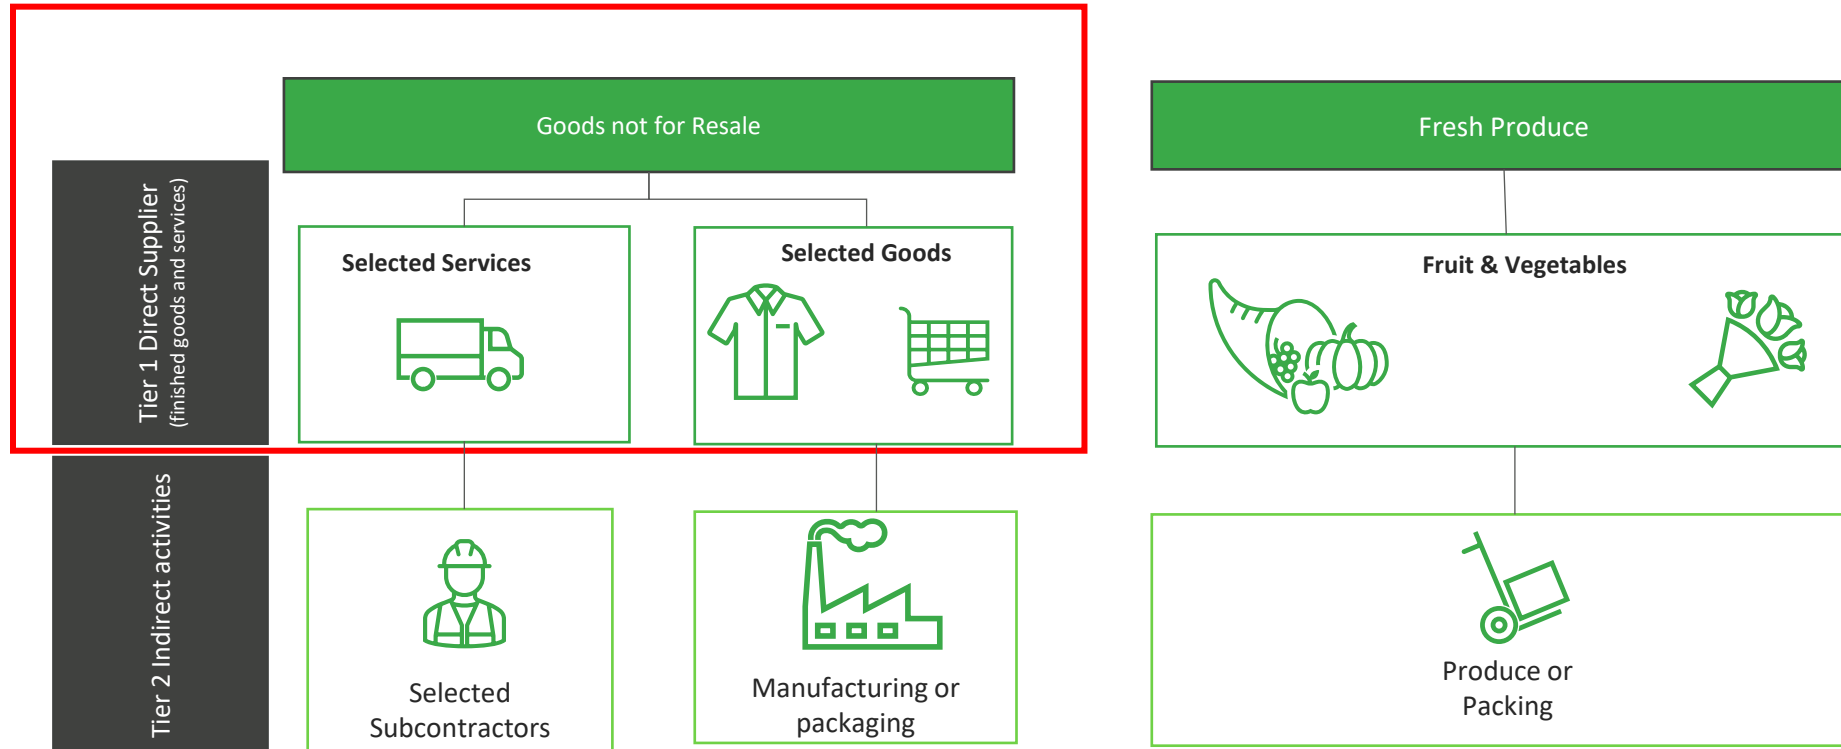 Goods not for Resale
Fresh Produce
Tier 1 Direct Supplier
(finished goods and services)
Selected Services
Selected Goods
Fruit & Vegetables
Tier 2 Indirect activities
Selected
Subcontractors
Manufacturing or
packaging
Produce or
Packing